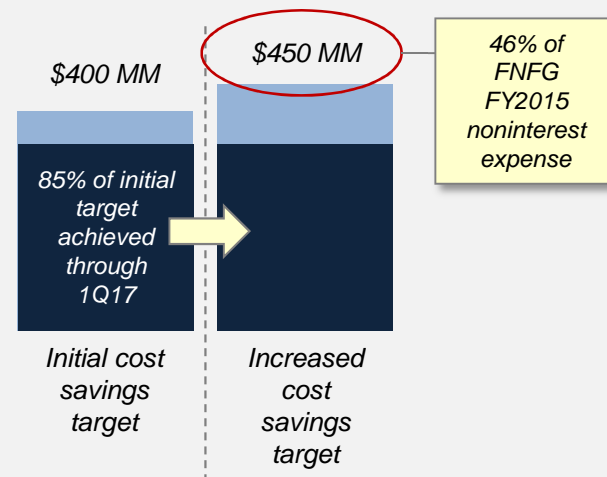 $400 MM
$450 MM
46% of
FNFG
FY2015
noninterest
expense
85% of initial
target
achieved
through
1Q17
Initial cost
savings
target
Increased
cost
savings
target